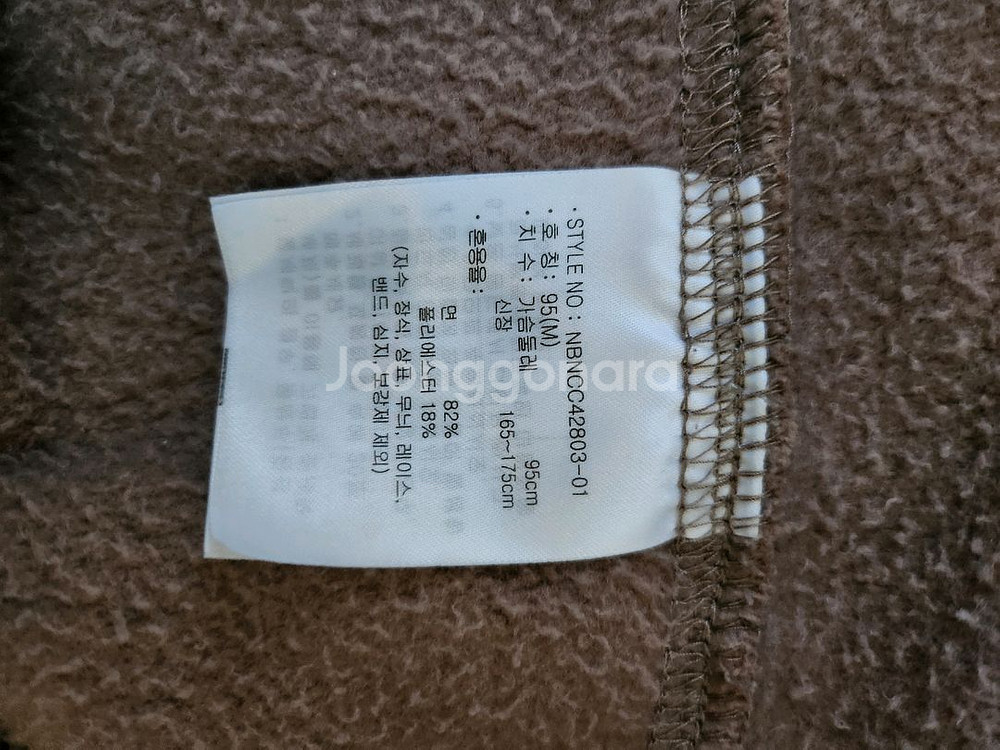 · STYLE NO : NBNCC42803-01
· 호 칭 : 95(M)
· 치 수 : 가슴둘레 95cm
신장 165~175cm
· 혼용율 :
면 82%
폴리에스터 18%
(자수, 장식, 상표, 무늬, 레이스,
밴드, 심지, 보강재 제외)
Joonggonara